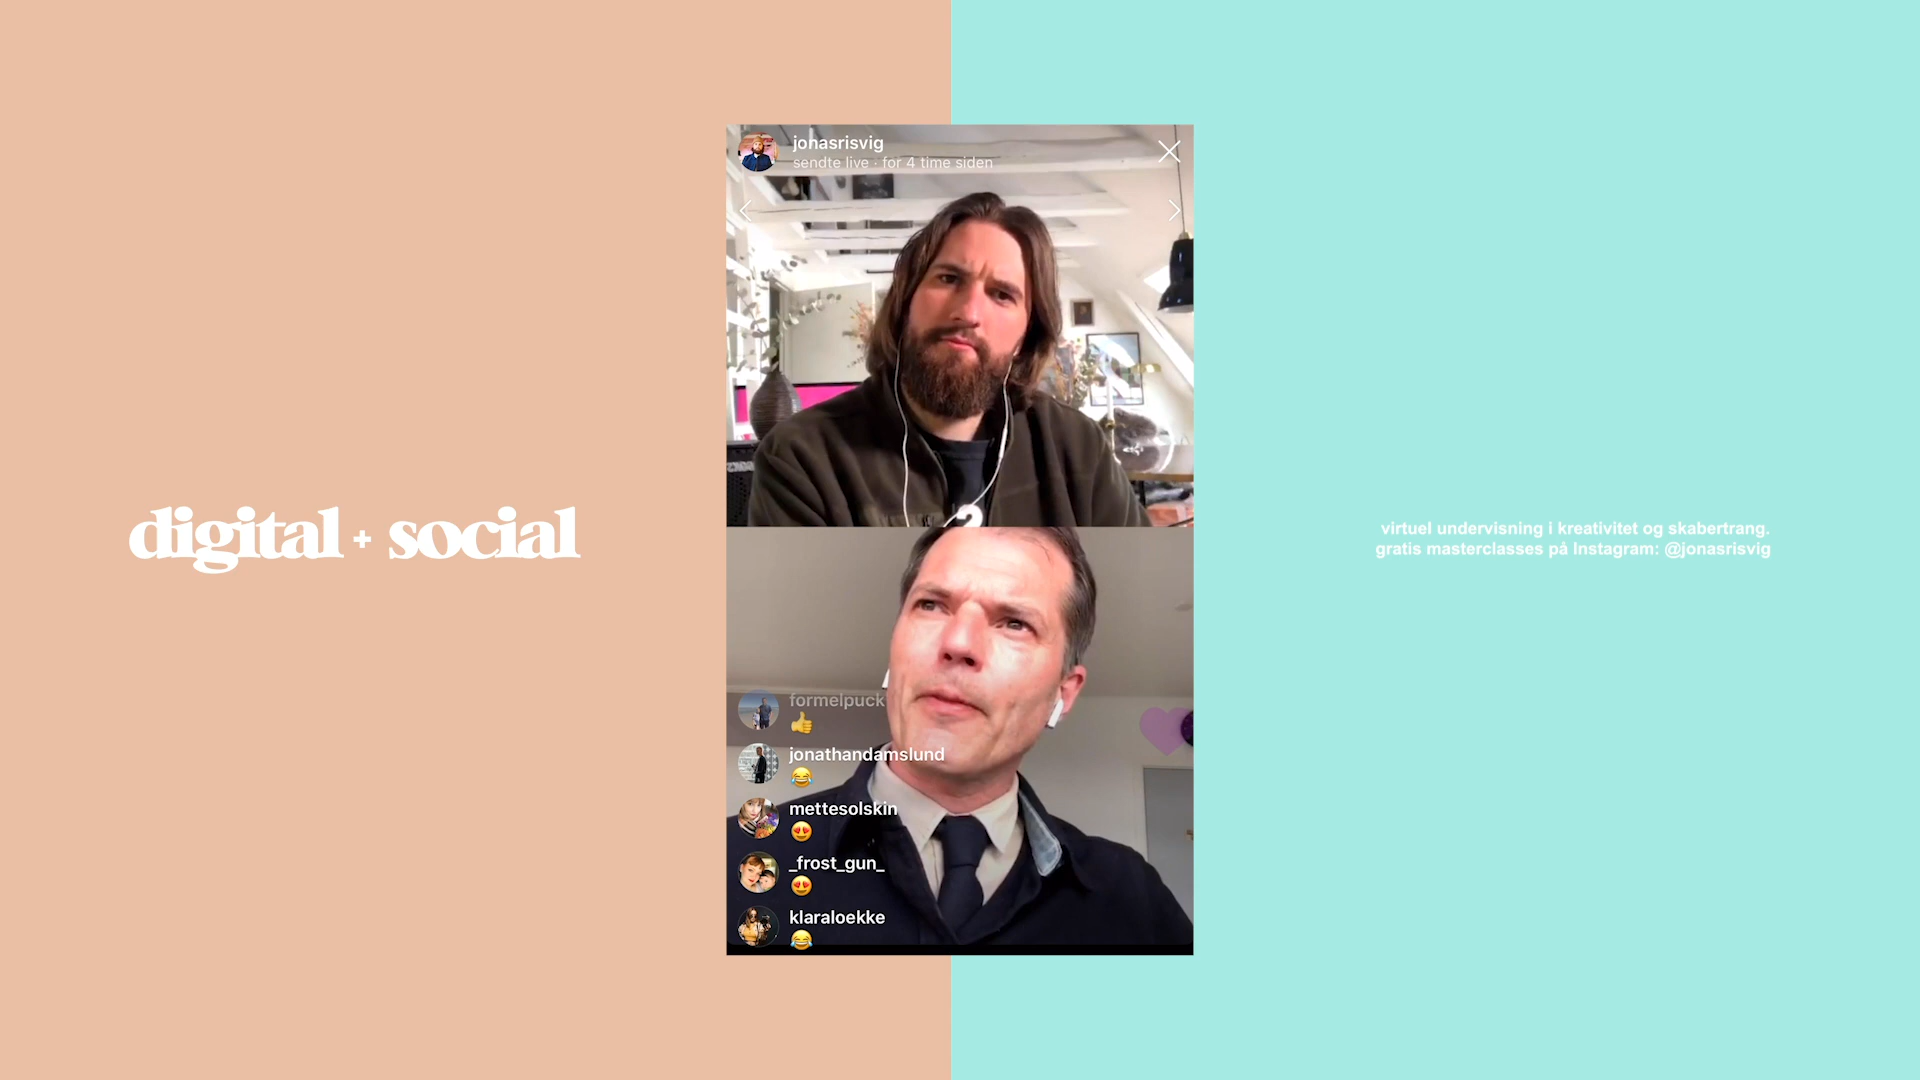 jonasrisvig
sendte live · for 4 time siden
digital + social
virtuel undervisning i kreativitet og skabertrang.
gratis masterclasses på Instagram: @jonasrisvig
formelpuck
👍
jonathandamslund
😂
mettesolskin
😍
_frost_gun_
😍
klaraloekke
😂